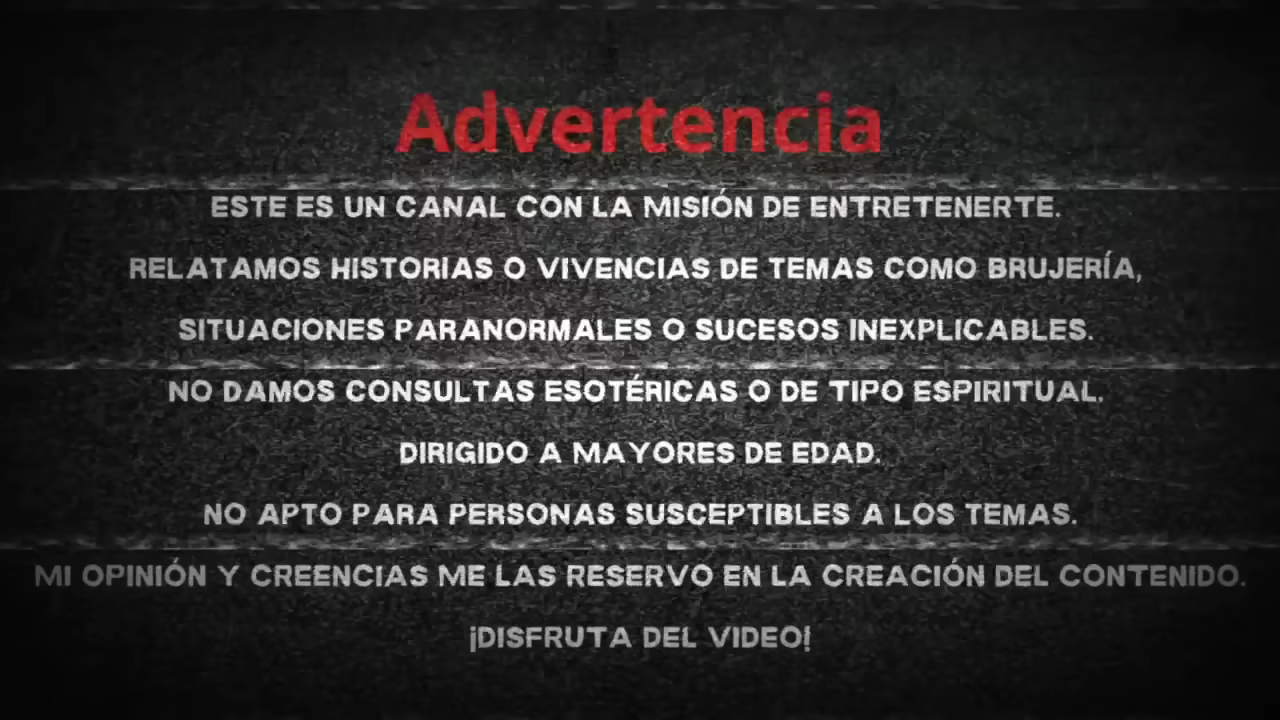 Advertencia
ESTE ES UN CANAL CON LA MISIÓN DE ENTRETENERTE.
RELATAMOS HISTORIAS O VIVENCIAS DE TEMAS COMO BRUJERÍA,
SITUACIONES PARANORMALES O SUCESOS INEXPLICABLES.
NO DAMOS CONSULTAS ESOTÉRICAS O DE TIPO ESPIRITUAL.
DIRIGIDO A MAYORES DE EDAD.
NO APTO PARA PERSONAS SUSCEPTIBLES A LOS TEMAS.
MI OPINIÓN Y CREENCIAS ME LAS RESERVO EN LA CREACIÓN DEL CONTENIDO.
¡DISFRUTA DEL VIDEO!